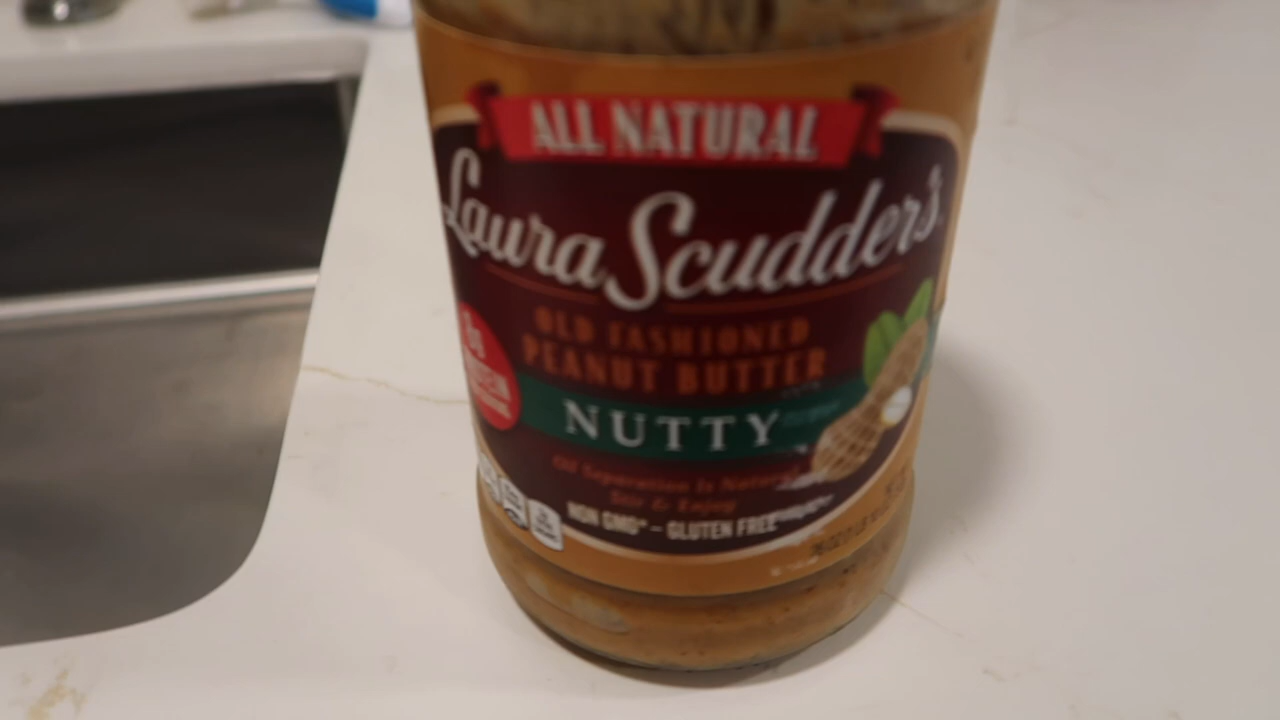 ALL NATURAL
Laura Scudder's
OLD FASHIONED
PEANUT BUTTER
NUTTY
Oil Separation Is Natural
Stir & Enjoy
NON GMO* – GLUTEN FREE